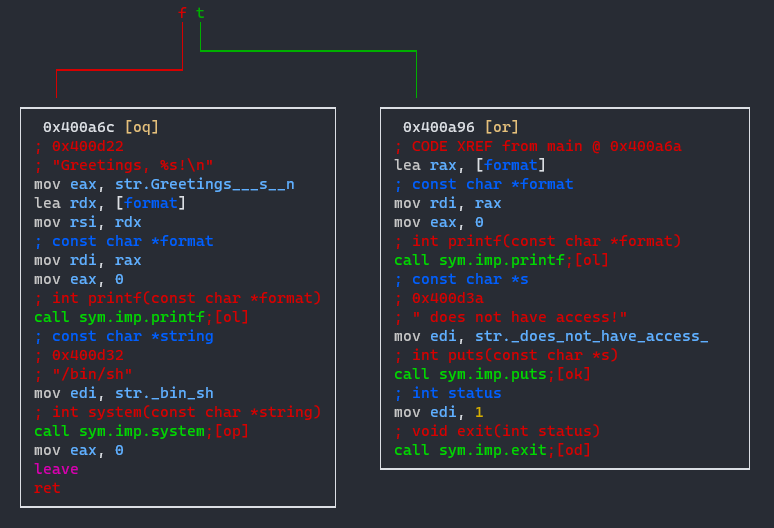 f t
0x400a6c [oq]
; 0x400d22
; "Greetings, %s!\n"
mov eax, str.Greetings___s__n
lea rdx, [format]
mov rsi, rdx
; const char *format
mov rdi, rax
mov eax, 0
; int printf(const char *format)
call sym.imp.printf;[ol]
; const char *string
; 0x400d32
; "/bin/sh"
mov edi, str._bin_sh
; int system(const char *string)
call sym.imp.system;[op]
mov eax, 0
leave
ret
0x400a96 [or]
; CODE XREF from main @ 0x400a6a
lea rax, [format]
; const char *format
mov rdi, rax
mov eax, 0
; int printf(const char *format)
call sym.imp.printf;[ol]
; const char *s
; 0x400d3a
; " does not have access!"
mov edi, str._does_not_have_access_
; int puts(const char *s)
call sym.imp.puts;[ok]
; int status
mov edi, 1
; void exit(int status)
call sym.imp.exit;[od]